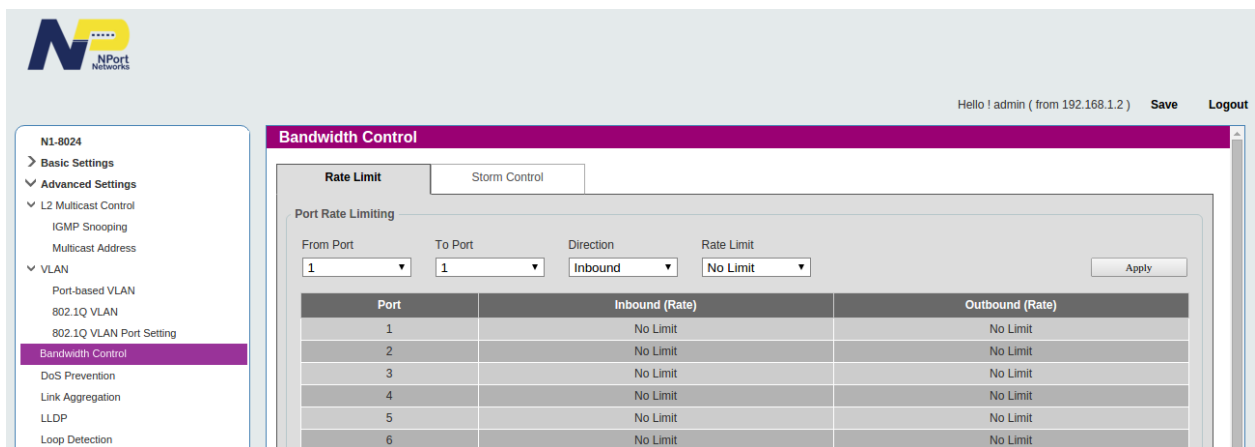 NP
NPort
Networks
Hello ! admin ( from 192.168.1.2 ) Save Logout
N1-8024
Basic Settings
Advanced Settings
L2 Multicast Control
IGMP Snooping
Multicast Address
VLAN
Port-based VLAN
802.1Q VLAN
802.1Q VLAN Port Setting
Bandwidth Control
DoS Prevention
Link Aggregation
LLDP
Loop Detection
Bandwidth Control
Rate Limit Storm Control
Port Rate Limiting
From Port To Port Direction Rate Limit
1 1 Inbound No Limit Apply
Port Inbound (Rate) Outbound (Rate)
1 No Limit No Limit
2 No Limit No Limit
3 No Limit No Limit
4 No Limit No Limit
5 No Limit No Limit
6 No Limit No Limit